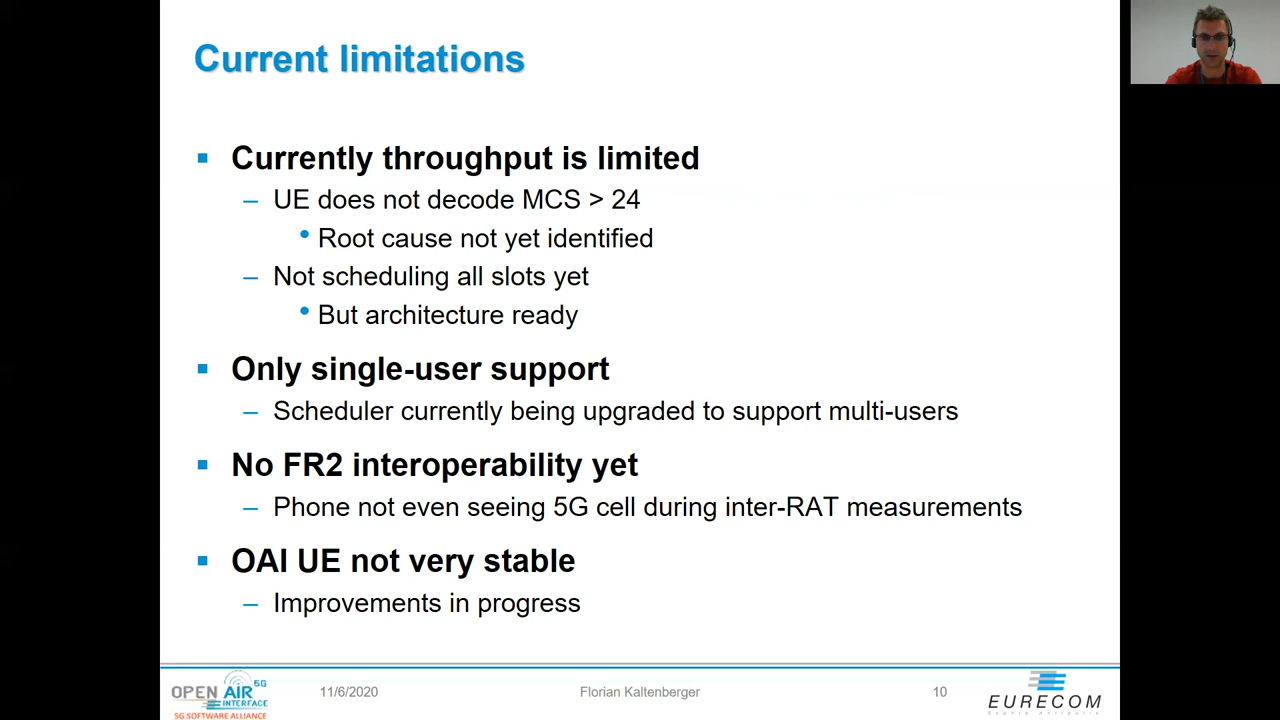 Current limitations
Currently throughput is limited
– UE does not decode MCS > 24
• Root cause not yet identified
– Not scheduling all slots yet
• But architecture ready
Only single-user support
– Scheduler currently being upgraded to support multi-users
No FR2 interoperability yet
– Phone not even seeing 5G cell during inter-RAT measurements
OAI UE not very stable
– Improvements in progress
OPEN AIR 5G
INTERFACE
5G SOFTWARE ALLIANCE
11/6/2020
Florian Kaltenberger
10
EURECOM